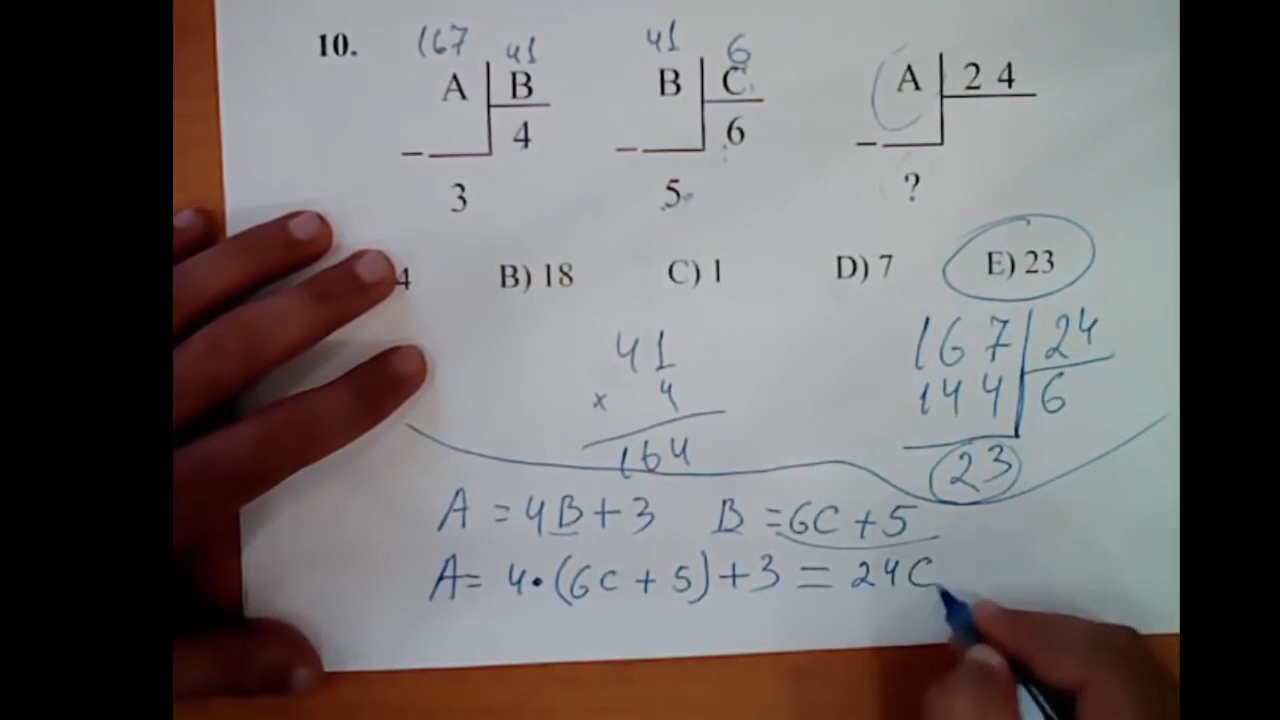 10. 167 41 41 6
A B B C A 24
4 6
3 5 ?
4 B) 18 C) 1 D) 7 E) 23
41 167 24
× 4 144 6
164 23
A = 4B + 3 B = 6C + 5
A = 4 • (6C + 5) + 3 = 24C